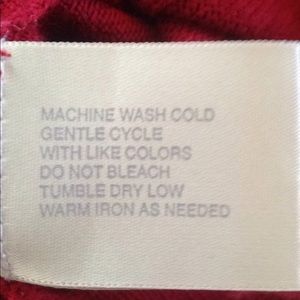 MACHINE WASH COLD
GENTLE CYCLE
WITH LIKE COLORS
DO NOT BLEACH
TUMBLE DRY LOW
WARM IRON AS NEEDED